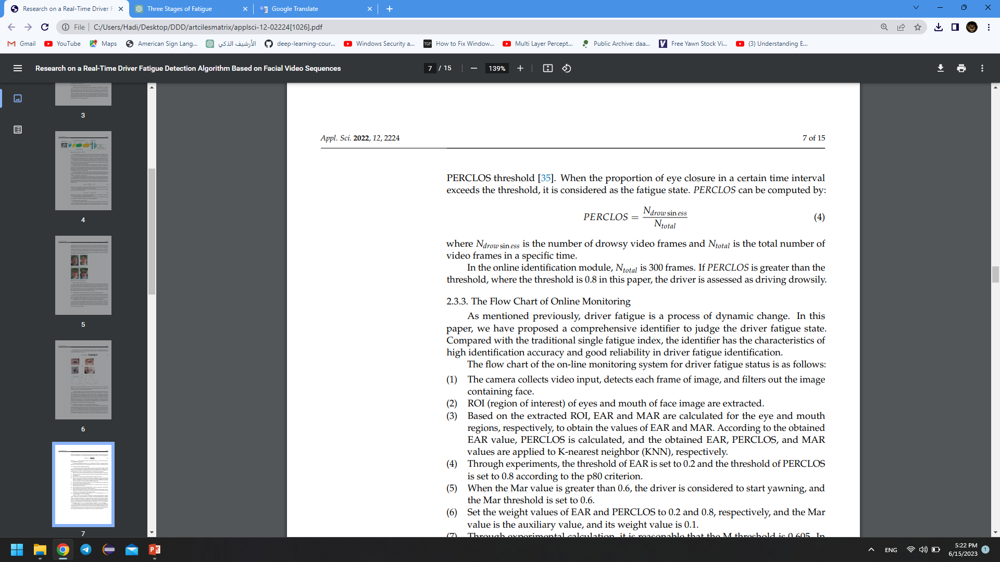 Research on a Real-Time Driver F
Three Stages of Fatigue
Google Translate
File
C:/Users/Hadi/Desktop/DDD/artcilesmatrix/applsci-12-02224[1026].pdf
Gmail
YouTube
Maps
American Sign Lang...
الأرشيف الذكي
deep-learning-cour...
Windows Security a...
TGP
How to Fix Window...
Multi Layer Percept...
Public Archive: daa...
Free Yawn Stock Vi...
(3) Understanding E...
Research on a Real-Time Driver Fatigue Detection Algorithm Based on Facial Video Sequences
7 / 15
139%
3
4
5
6
7
Appl. Sci. 2022, 12, 2224
7 of 15
PERCLOS threshold [35]. When the proportion of eye closure in a certain time interval
exceeds the threshold, it is considered as the fatigue state. PERCLOS can be computed by:
PERCLOS = N_drow sin ess / N_total (4)
where N_drow sin ess is the number of drowsy video frames and N_total is the total number of
video frames in a specific time.
In the online identification module, N_total is 300 frames. If PERCLOS is greater than the
threshold, where the threshold is 0.8 in this paper, the driver is assessed as driving drowsily.
2.3.3. The Flow Chart of Online Monitoring
As mentioned previously, driver fatigue is a process of dynamic change. In this
paper, we have proposed a comprehensive identifier to judge the driver fatigue state.
Compared with the traditional single fatigue index, the identifier has the characteristics of
high identification accuracy and good reliability in driver fatigue identification.
The flow chart of the on-line monitoring system for driver fatigue status is as follows:
(1) The camera collects video input, detects each frame of image, and filters out the image
containing face.
(2) ROI (region of interest) of eyes and mouth of face image are extracted.
(3) Based on the extracted ROI, EAR and MAR are calculated for the eye and mouth
regions, respectively, to obtain the values of EAR and MAR. According to the obtained
EAR value, PERCLOS is calculated, and the obtained EAR, PERCLOS, and MAR
values are applied to K-nearest neighbor (KNN), respectively.
(4) Through experiments, the threshold of EAR is set to 0.2 and the threshold of PERCLOS
is set to 0.8 according to the p80 criterion.
(5) When the Mar value is greater than 0.6, the driver is considered to start yawning, and
the Mar threshold is set to 0.6.
(6) Set the weight values of EAR and PERCLOS to 0.2 and 0.8, respectively, and the Mar
value is the auxiliary value, and its weight value is 0.1.
(7) Through experimental calculation, it is reasonable that the M threshold is 0.605. In
ENG
5:22 PM
6/15/2023
1